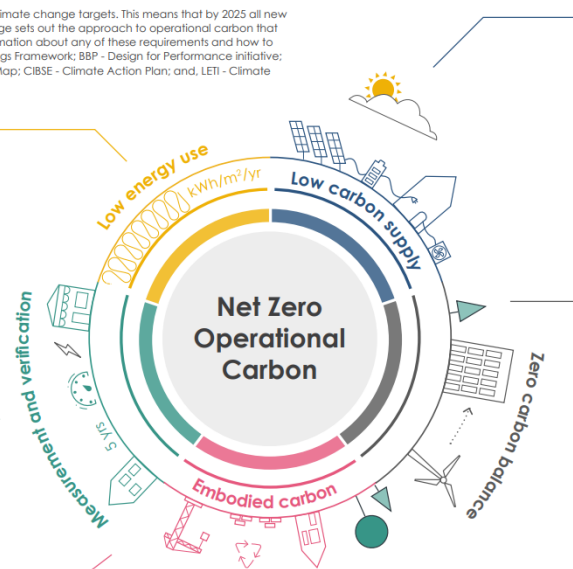 imate change targets. This means that by 2025 all new
ge sets out the approach to operational carbon that
mation about any of these requirements and how to
gs Framework; BBP - Design for Performance initiative;
Map; CIBSE - Climate Action Plan; and, LETI - Climate
Low energy use
kWh/m²/yr
Low carbon supply
Net Zero
Operational
Carbon
Measurement and verification
5 yrs
Zero carbon balance
Embodied carbon